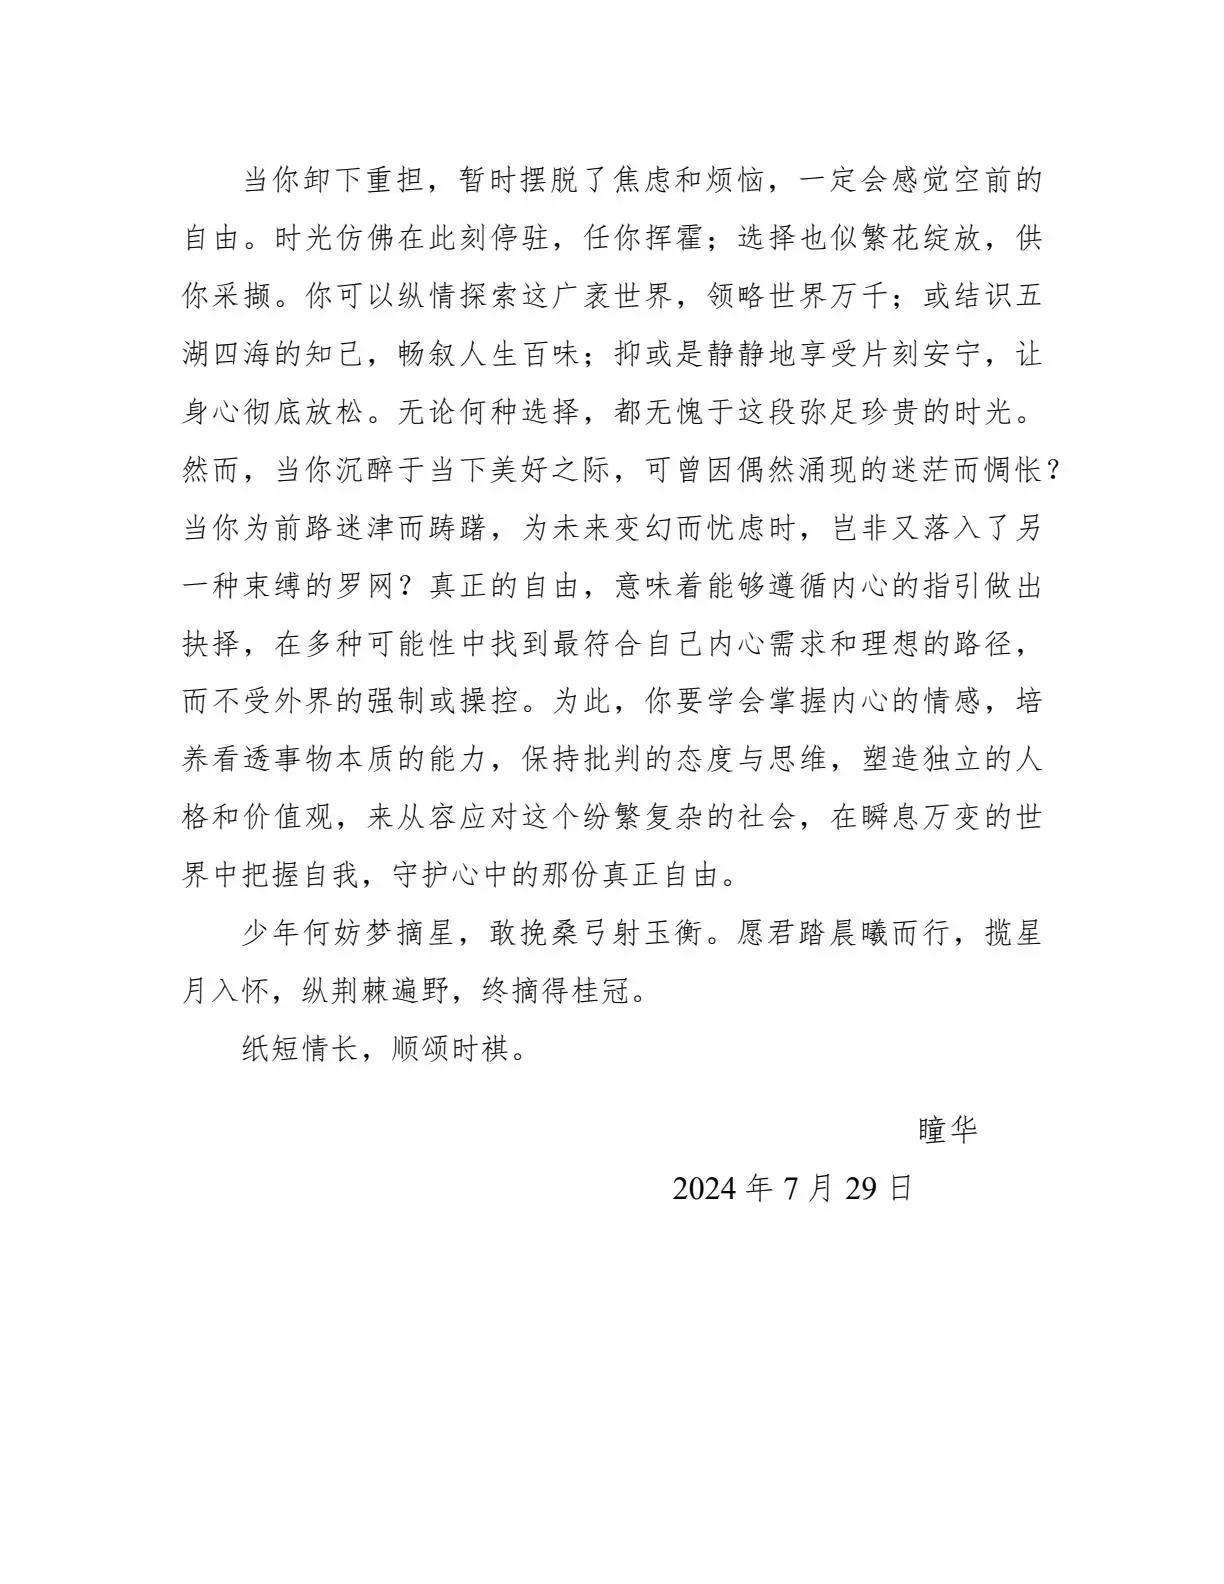 当你卸下重担，暂时摆脱了焦虑和烦恼，一定会感觉空前的
自由。时光仿佛在此刻停驻，任你挥霍；选择也似繁花绽放，供
你采撷。你可以纵情探索这广袤世界，领略世界万千；或结识五
湖四海的知己，畅叙人生百味；抑或是静静地享受片刻安宁，让
身心彻底放松。无论何种选择，都无愧于这段弥足珍贵的时光。
然而，当你沉醉于当下美好之际，可曾因偶然涌现的迷茫而惆怅？
当你为前路迷津而踌躇，为未来变幻而忧虑时，岂非又落入了另
一种束缚的罗网？真正的自由，意味着能够遵循内心的指引做出
抉择，在多种可能性中找到最符合自己内心需求和理想的路径，
而不受外界的强制或操控。为此，你要学会掌握内心的情感，培
养看透事物本质的能力，保持批判的态度与思维，塑造独立的人
格和价值观，来从容应对这个纷繁复杂的社会，在瞬息万变的世
界中把握自我，守护心中的那份真正自由。
少年何妨梦摘星，敢挽桑弓射玉衡。愿君踏晨曦而行，揽星
月入怀，纵荆棘遍野，终摘得桂冠。
纸短情长，顺颂时祺。
瞳华
2024 年 7 月 29 日